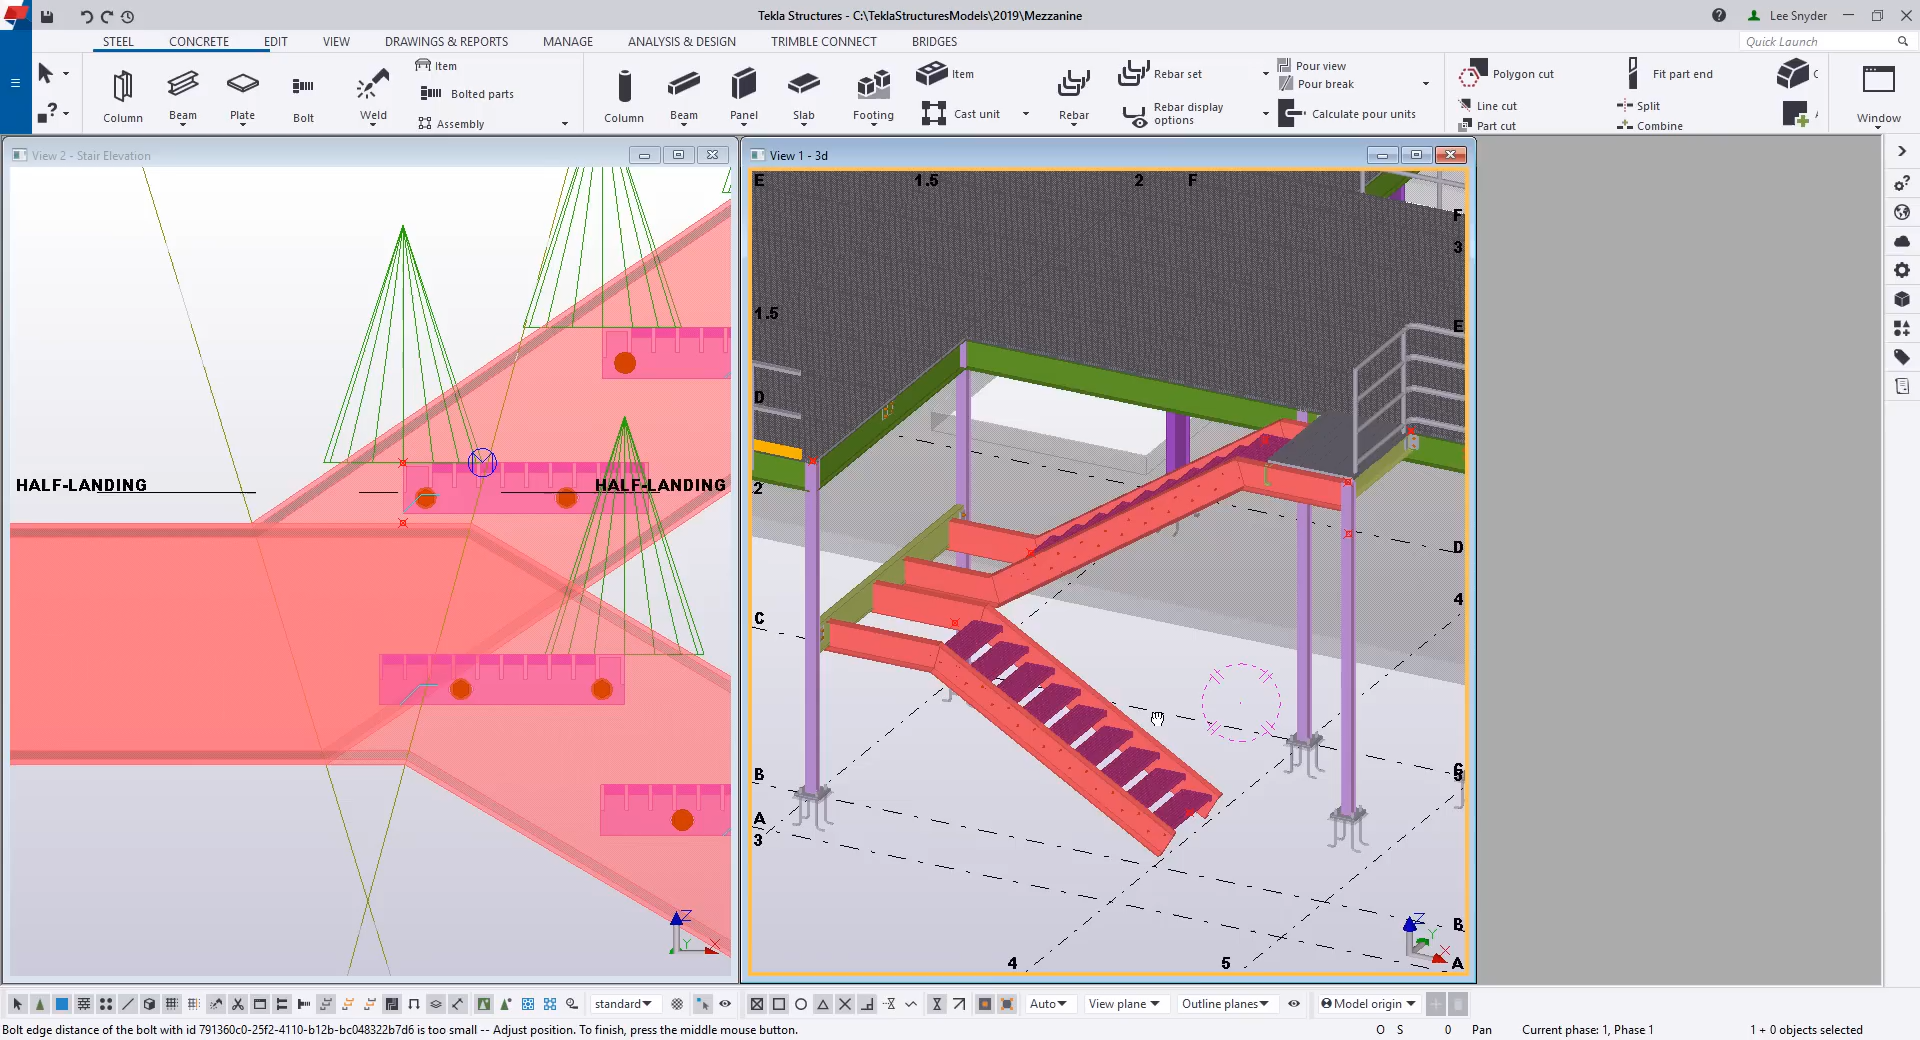 Tekla Structures - C:\TeklaStructuresModels\2019\Mezzanine
Lee Snyder
STEEL CONCRETE EDIT VIEW DRAWINGS & REPORTS MANAGE ANALYSIS & DESIGN TRIMBLE CONNECT BRIDGES
Quick Launch
Column Beam Plate Bolt Weld
Item
Bolted parts
Assembly
Column Beam Panel Slab Footing
Item
Cast unit
Rebar
Rebar set
Rebar display
options
Pour view
Pour break
Calculate pour units
Polygon cut
Line cut
Part cut
Fit part end
Split
Combine
Window
View 2 - Stair Elevation
HALF-LANDING HALF-LANDING
Z
Y X
View 1 - 3d
E 1.5 2 F
F
3
1.5
E
D
2
D
4
C
B
A
3
B
A
4 5
Z
Y
X
standard
Auto
View plane
Outline planes
Model origin
Bolt edge distance of the bolt with id 791360c0-25f2-4110-b12b-bc048322b7d6 is too small -- Adjust position. To finish, press the middle mouse button.
O S 0 Pan Current phase: 1, Phase 1 1 + 0 objects selected